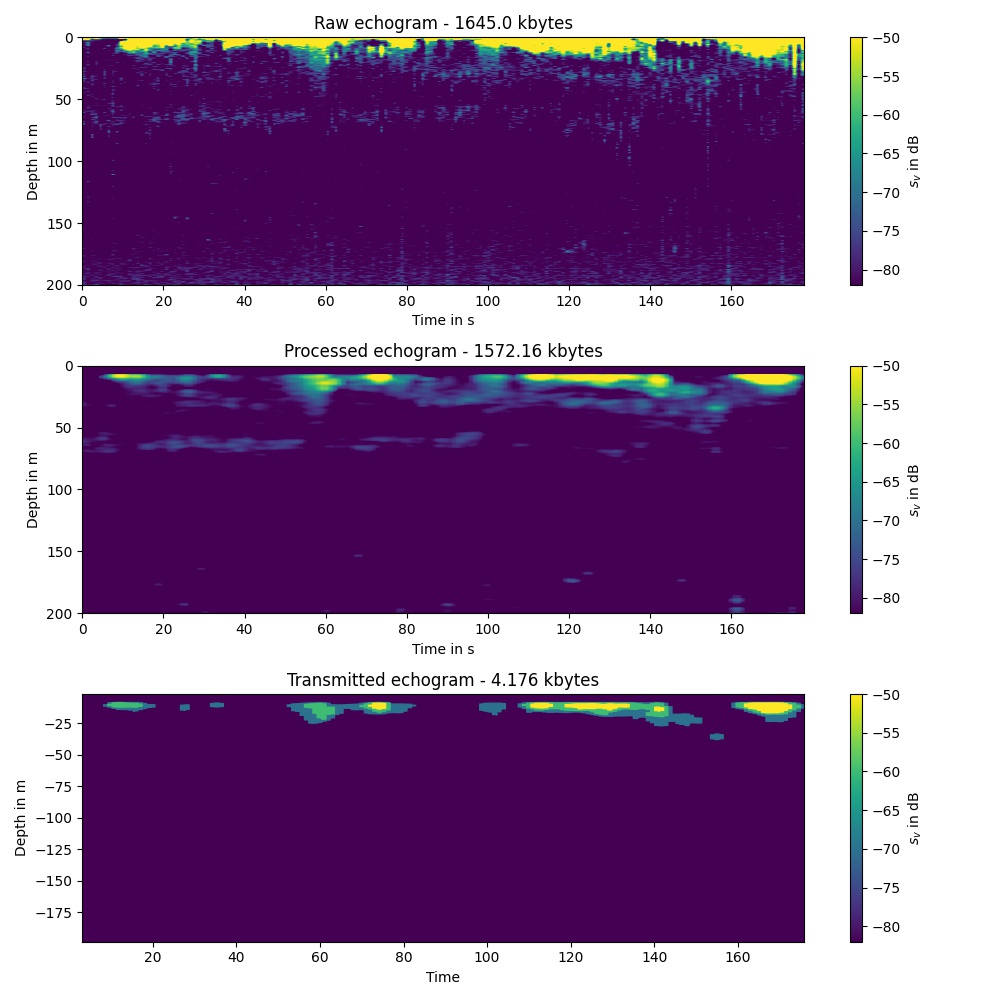 Raw echogram - 1645.0 kbytes
0
50
100
150
200
Depth in m
0 20 40 60 80 100 120 140 160
Time in s
−50
−55
−60
−65
−70
−75
−80
sᵥ in dB
Processed echogram - 1572.16 kbytes
0
50
100
150
200
Depth in m
0 20 40 60 80 100 120 140 160
Time in s
−50
−55
−60
−65
−70
−75
−80
sᵥ in dB
Transmitted echogram - 4.176 kbytes
−25
−50
−75
−100
−125
−150
−175
Depth in m
20 40 60 80 100 120 140 160
Time
−50
−55
−60
−65
−70
−75
−80
sᵥ in dB